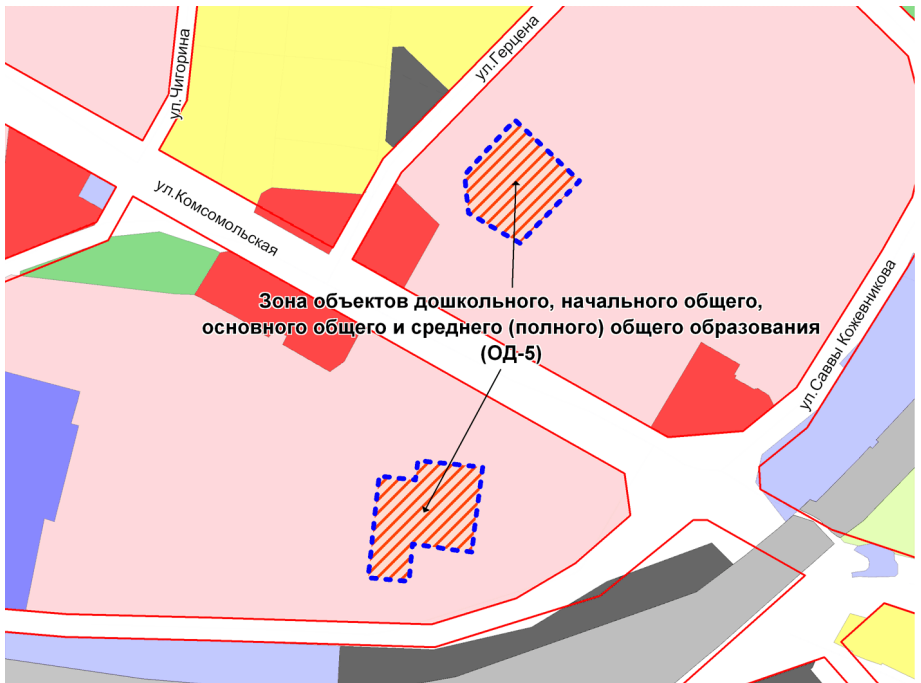 ул.Чигорина
ул.Герцена
ул.Комсомольская
Зона объектов дошкольного, начального общего,
основного общего и среднего (полного) общего образования
(ОД-5)
ул.Саввы Кожевникова